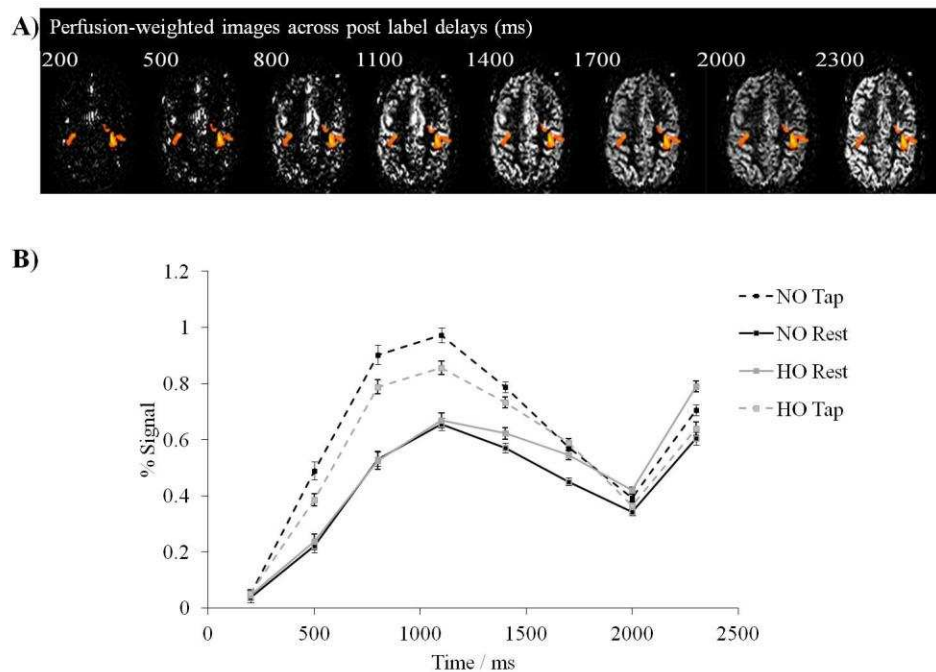 A)
Perfusion-weighted images across post label delays (ms)
200 500 800 1100 1400 1700 2000 2300
B)
1.2
1
0.8
0.6
0.4
0.2
0
% Signal
0 500 1000 1500 2000 2500
Time / ms
NO Tap
NO Rest
HO Rest
HO Tap